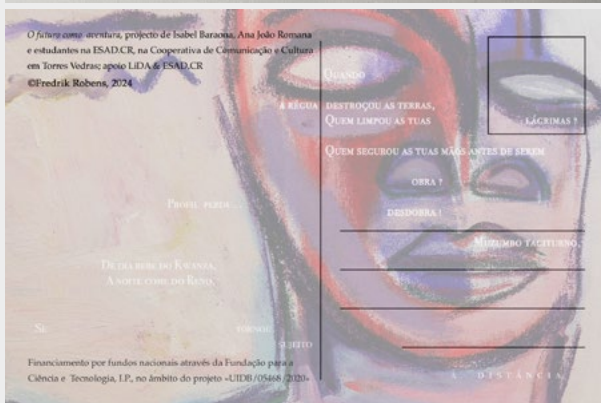 O futuro como aventura, projecto de Isabel Baraona, Ana João Romana
e estudantes na ESAD.CR, na Cooperativa de Comunicação e Cultura
em Torres Vedras; apoio LiDA & ESAD.CR
©Fredrik Robens, 2024
Quando
a régua destroçou as terras,
Quem limpou as tuas lágrimas ?
Quem segurou as tuas mãos antes de serem
obra ?
desdobra !
Profil perdu…
Muzumbo taciturno,
De do Kwanza,
A noite do Reno,
Se tornou
sujeito
à distância
Financiamento por fundos nacionais através da Fundação para a
Ciência e Tecnologia, I.P., no âmbito do projeto «UIDB/05468/2020»